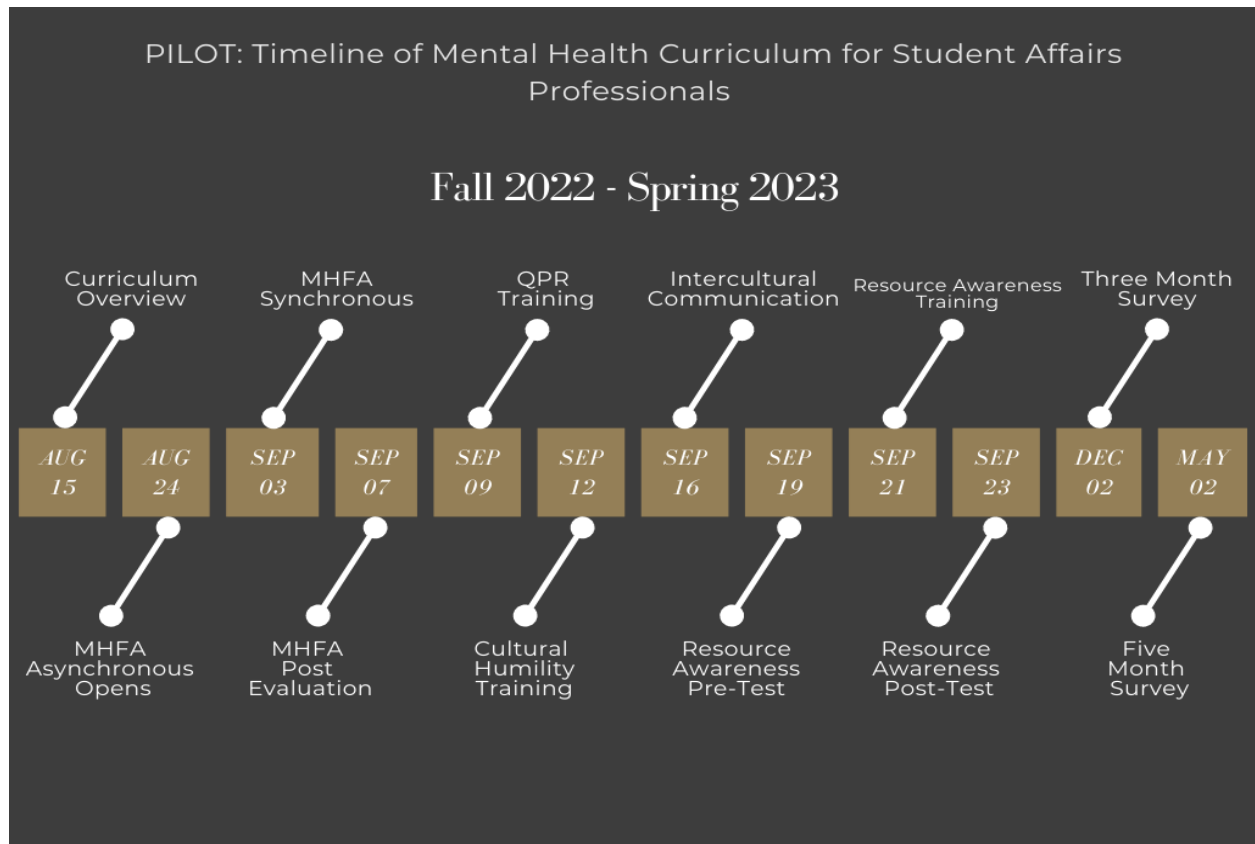 PILOT: Timeline of Mental Health Curriculum for Student Affairs
Professionals
Fall 2022 - Spring 2023
Curriculum
Overview
MHFA
Synchronous
QPR
Training
Intercultural
Communication
Resource Awareness
Training
Three Month
Survey
AUG
15
AUG
24
SEP
03
SEP
07
SEP
09
SEP
12
SEP
16
SEP
19
SEP
21
SEP
23
DEC
02
MAY
02
MHFA
Asynchronous
Opens
MHFA
Post
Evaluation
Cultural
Humility
Training
Resource
Awareness
Pre-Test
Resource
Awareness
Post-Test
Five
Month
Survey